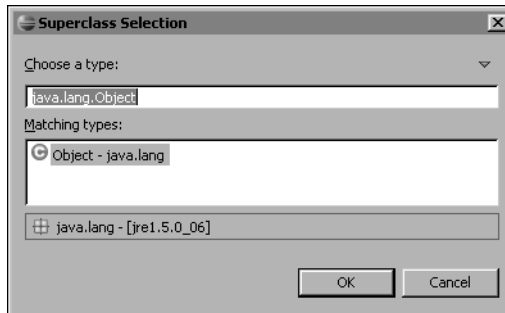 Superclass Selection
Choose a type:
java.lang.Object
Matching types:
Object - java.lang
java.lang - [jre1.5.0_06]
OK Cancel